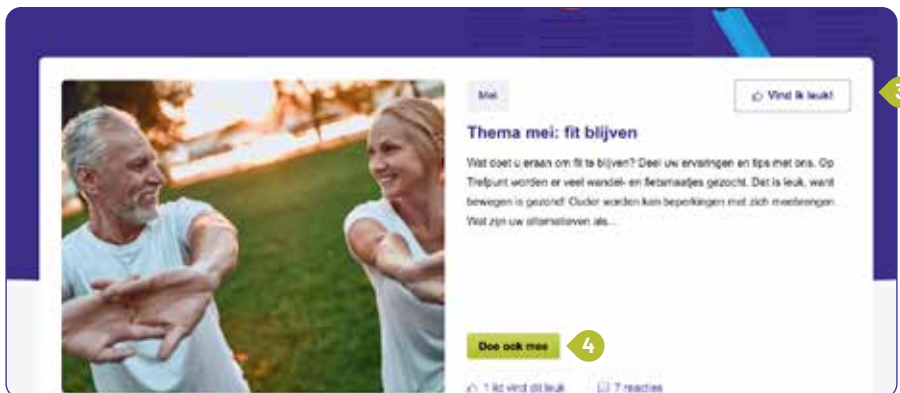 Mei
Vind ik leuk!
3
Thema mei: fit blijven
Wat doet u eraan om fit te blijven? Deel uw ervaringen en tips met ons. Op
Trefpunt worden er veel wandel- en fietsmaatjes gezocht. Dat is leuk, want
bewegen is gezond! Ouder worden kan beperkingen met zich meebrengen.
Wat zijn uw alternatieven als...
Doe ook mee
4
1 lid vind dit leuk
7 reacties